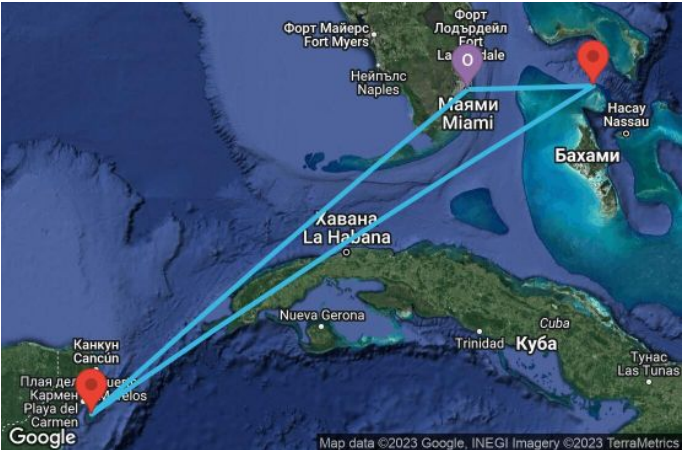 Форт Майерс
Fort Myers
Форт
Лодърдейл
Fort
Нейпълс
Naples
Маями
Miami
Насау
Nassau
Бахами
Хавана
La Habana
Nueva Gerona
Cuba
Trinidad
Куба
Тунас
Las Tunas
Канкун
Cancún
Плая дел
Кармен
Playa del
Carmen
O
Google
Map data ©2023 Google, INEGI Imagery ©2023 TerraMetrics